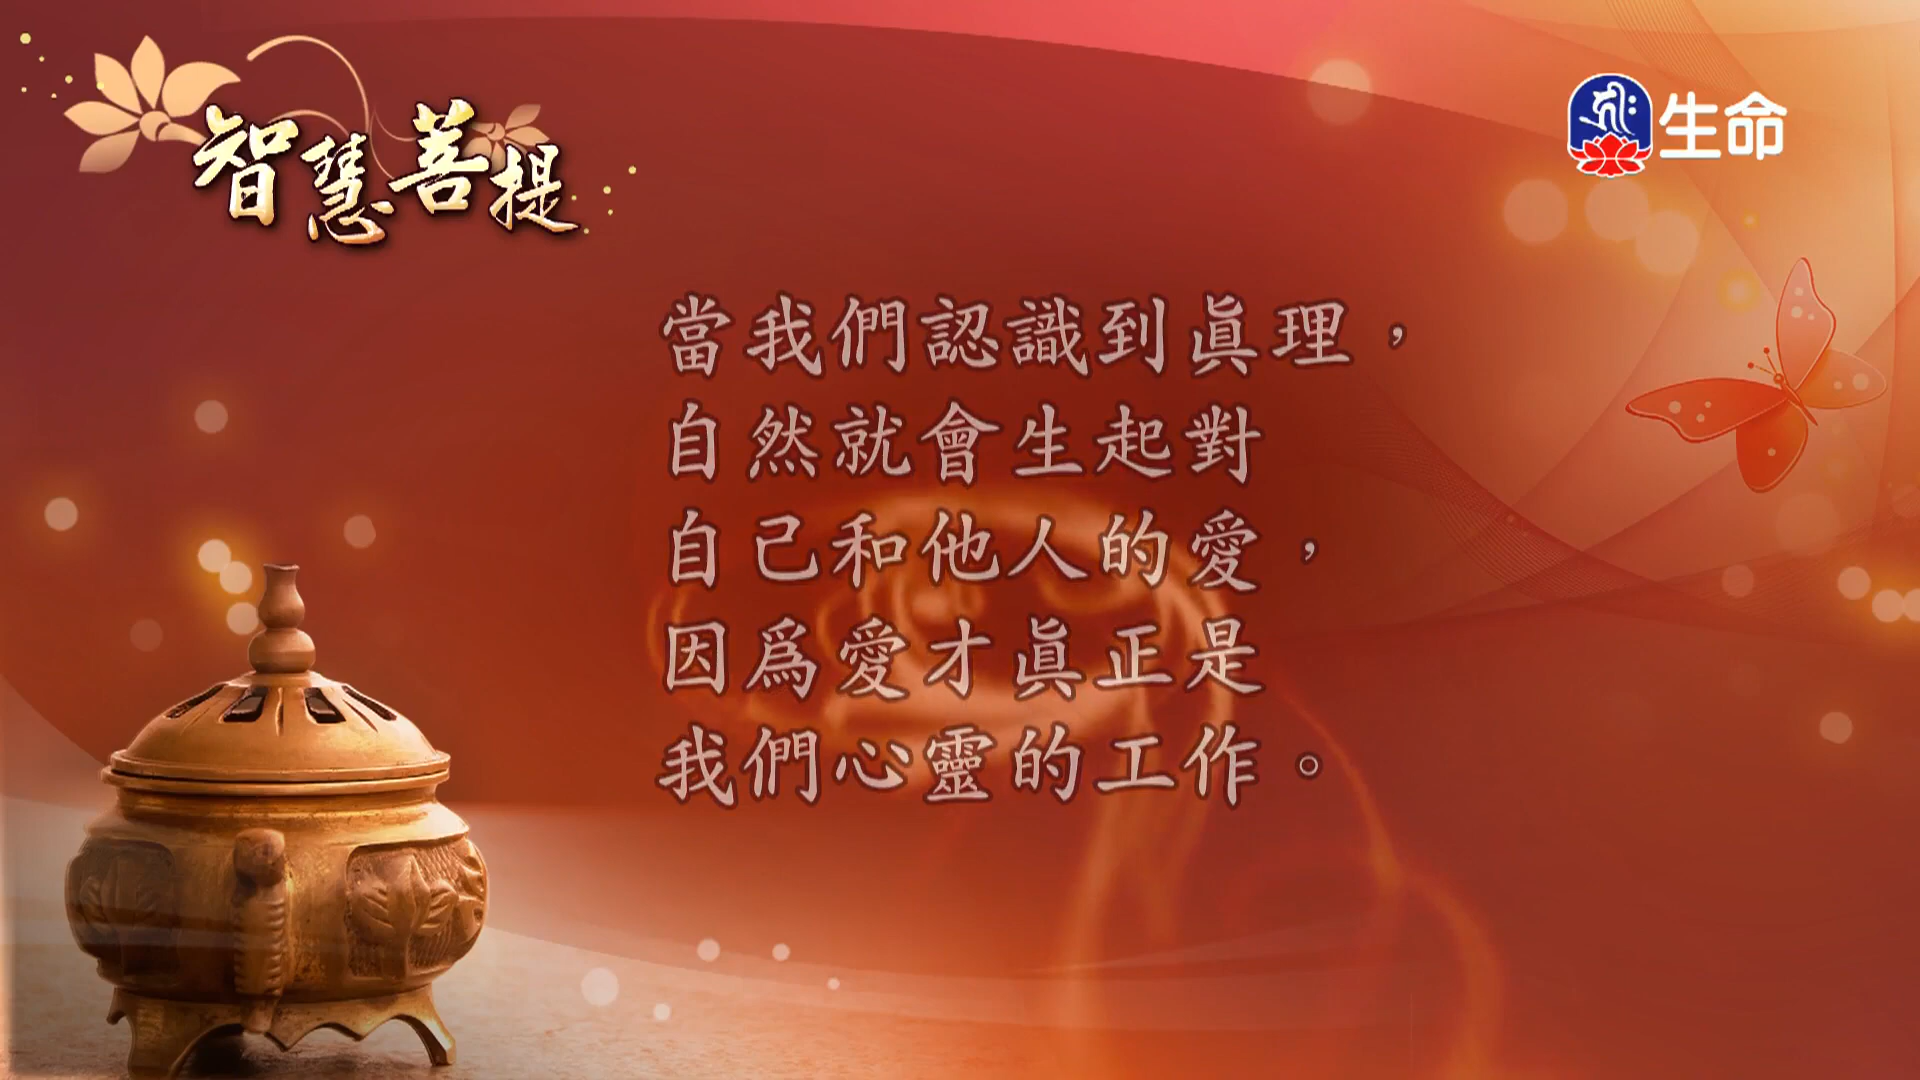 智慧菩提
生命
當我們認識到眞理，
自然就會生起對
自己和他人的愛，
因爲愛才眞正是
我們心靈的工作。